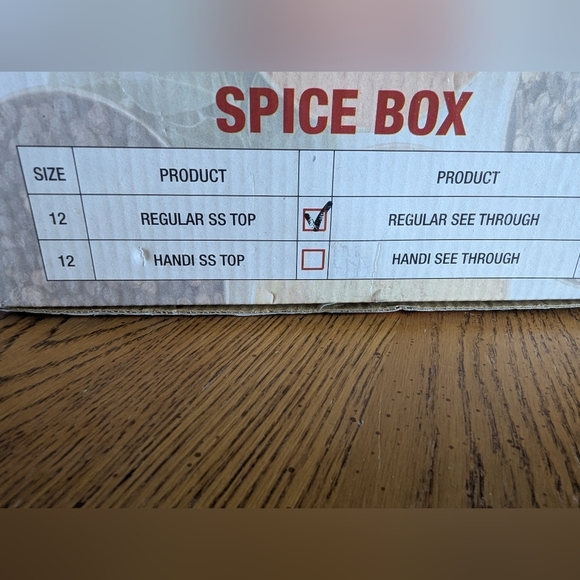 SPICE BOX
SIZE PRODUCT PRODUCT
12 REGULAR SS TOP REGULAR SEE THROUGH
12 HANDI SS TOP HANDI SEE THROUGH